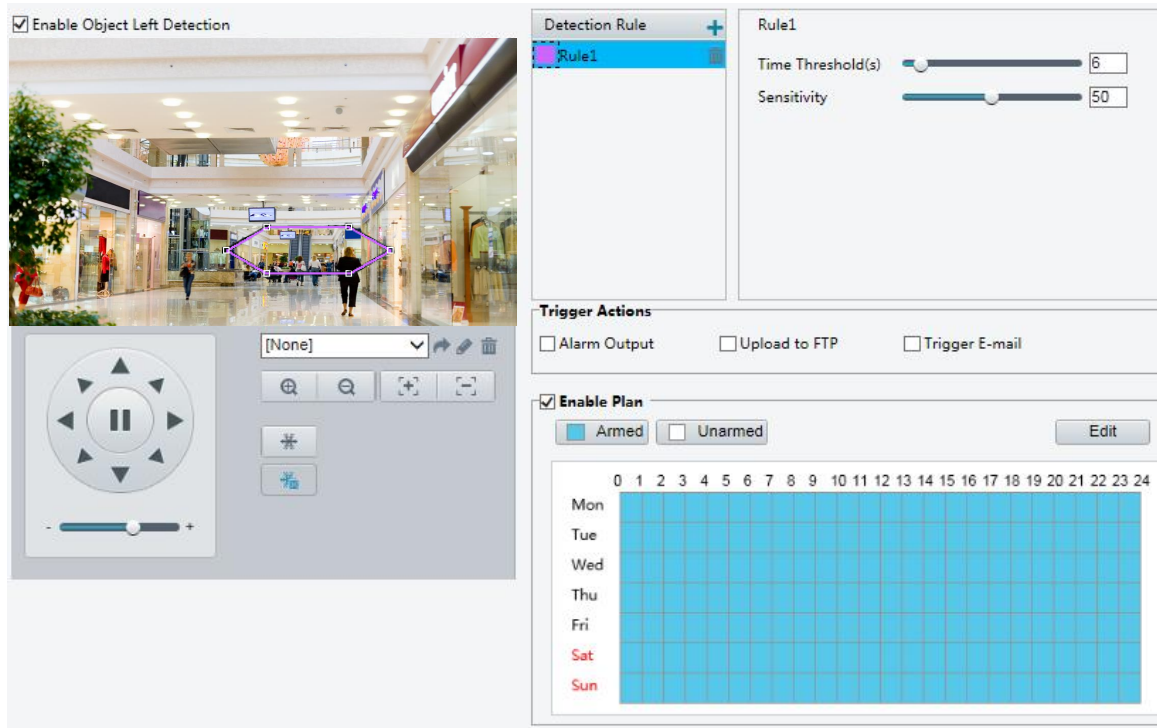 Enable Object Left Detection
[None]
- +
Detection Rule
Rule1
Rule1
Time Threshold(s) 6
Sensitivity 50
Trigger Actions
Alarm Output Upload to FTP Trigger E-mail
Enable Plan
Armed Unarmed Edit
0 1 2 3 4 5 6 7 8 9 10 11 12 13 14 15 16 17 18 19 20 21 22 23 24
Mon
Tue
Wed
Thu
Fri
Sat
Sun